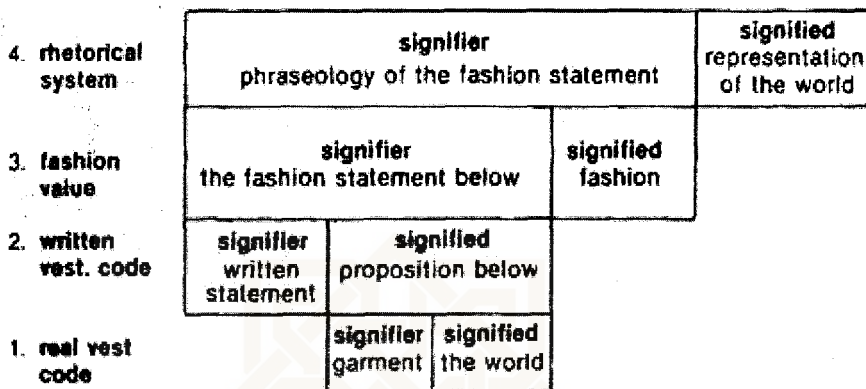 4. rhetorical
system
signifier
phraseology of the fashion statement
signified
representation
of the world
3. fashion
value
signifier
the fashion statement below
signified
fashion
2. written
vest. code
signifier
written
statement
signified
proposition below
1. real vest
code
signifier
garment
signified
the world